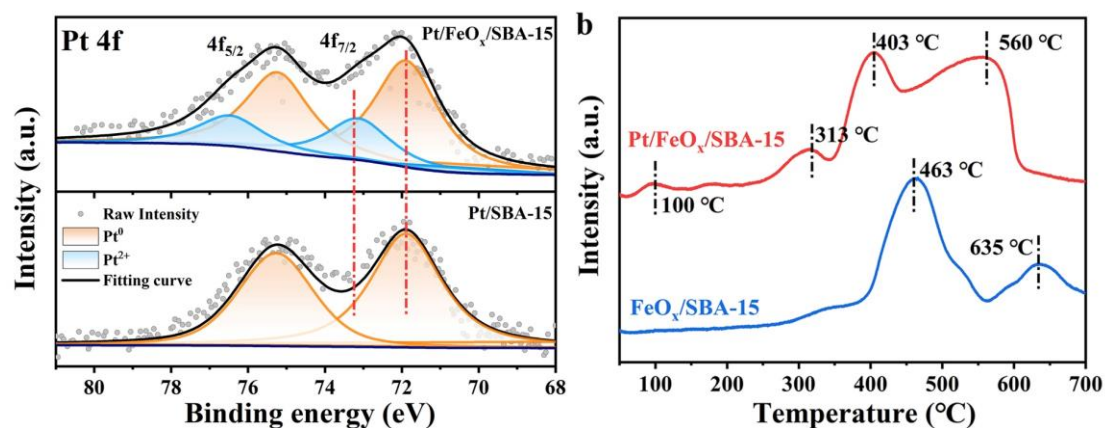 Pt 4f
4f5/2
4f7/2
Pt/FeOx/SBA-15
Intensity (a.u.)
Pt/SBA-15
Raw Intensity
Pt0
Pt2+
Fitting curve
80 78 76 74 72 70 68
Binding energy (eV)
b
403 °C
560 °C
Pt/FeOx/SBA-15
313 °C
463 °C
100 °C
635 °C
FeOx/SBA-15
Intensity (a.u.)
100 200 300 400 500 600 700
Temperature (°C)